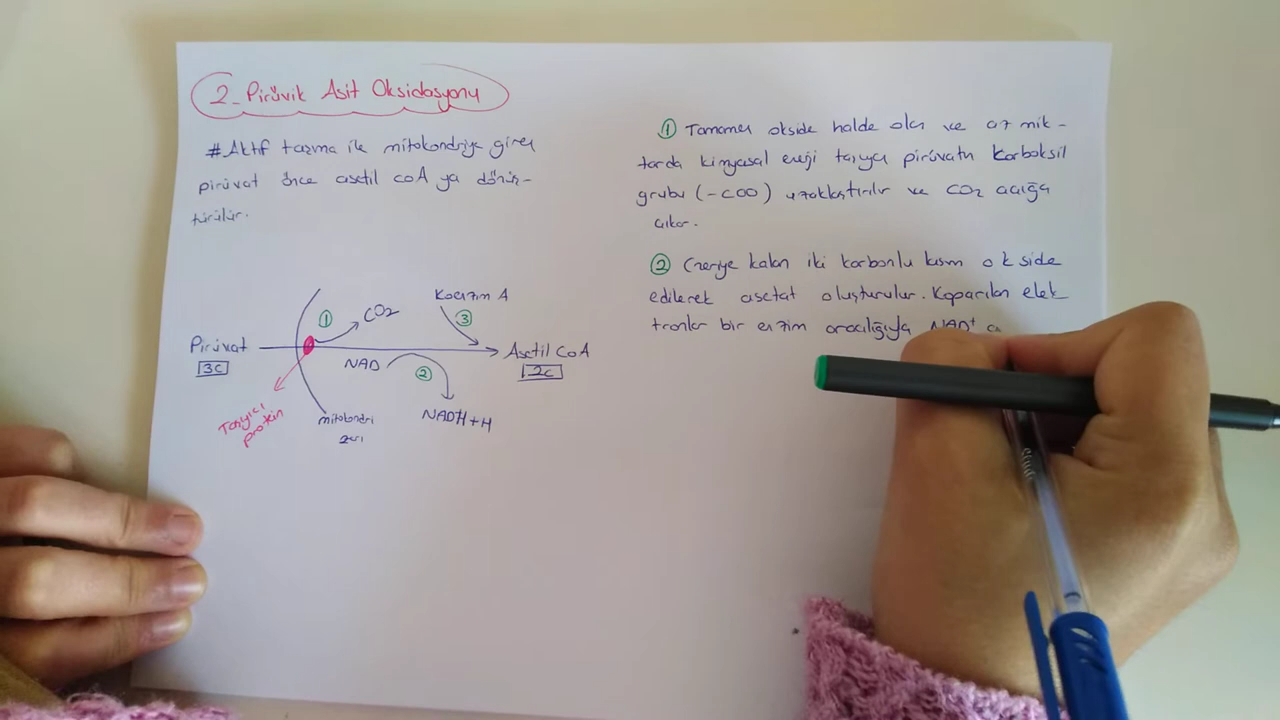 2- Pirüvik Asit Oksidasyonu
#Aktif taşıma ile mitokondriye giren
pirüvat önce asetil coA ya dönüş-
türülür.
Pirüvat
3C
①
CO2
Koenzim A
③
NAD
②
NADH+H
Asetil CoA
2C
Taşıyıcı
protein
mitokondri
zarı
① Tamamen okside halde olan ve az mik-
tarda kimyasal enerji taşıyan pirüvatın karboksil
grubu (-COO) uzaklaştırılır ve CO2 açığa
çıkar.
② Geriye kalan iki karbonlu kısım okside
edilerek asetat oluşturulur. Koparılan elek
tronlar bir enzim aracılığıyla NAD+